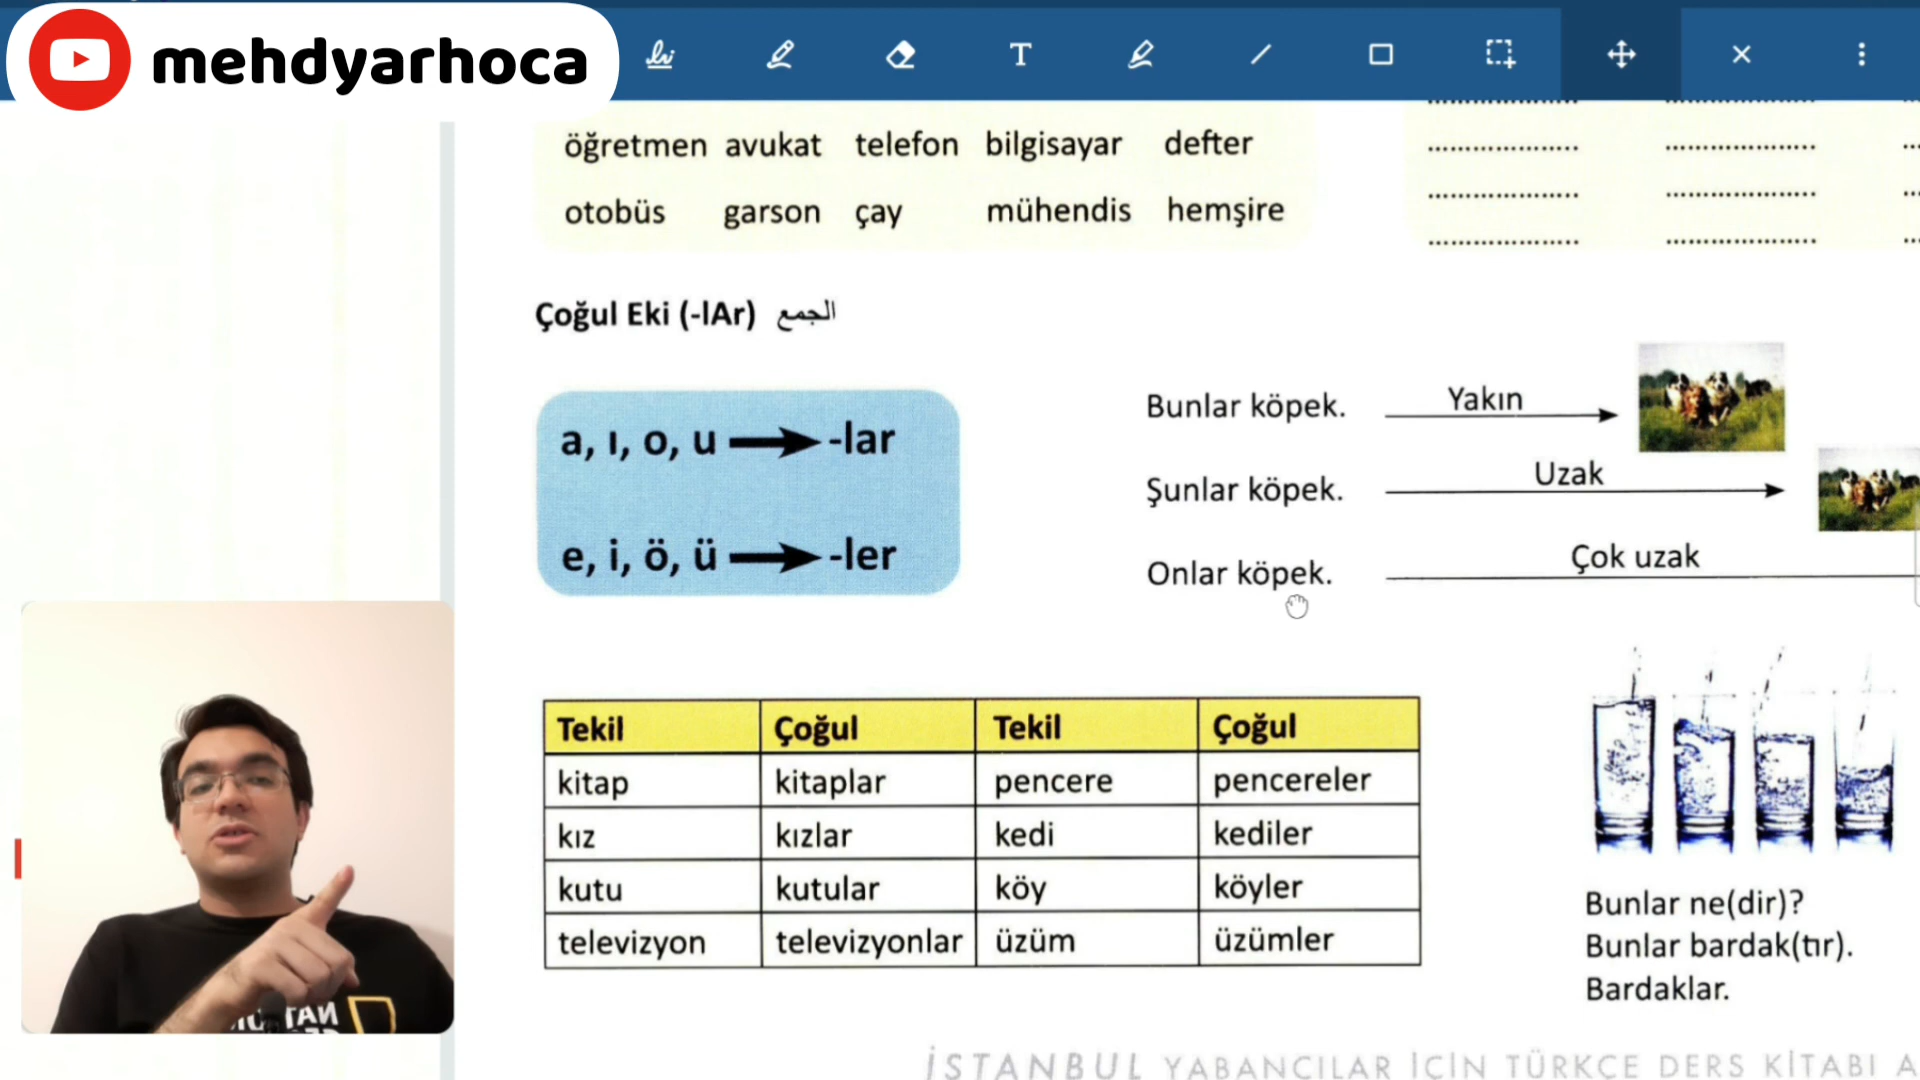 mehdyarhoca
T
öğretmen avukat telefon bilgisayar defter
otobüs garson çay mühendis hemşire
Çoğul Eki (-lAr) الجمع
a, ı, o, u -lar
e, i, ö, ü -ler
Bunlar köpek. Yakın
Şunlar köpek. Uzak
Onlar köpek. Çok uzak
Tekil Çoğul Tekil Çoğul
kitap kitaplar pencere pencereler
kız kızlar kedi kediler
kutu kutular köy köyler
televizyon televizyonlar üzüm üzümler
Bunlar ne(dir)?
Bunlar bardak(tır).
Bardaklar.
İSTANBUL YABANCILAR İÇİN TÜRKÇE DERS KİTABI A